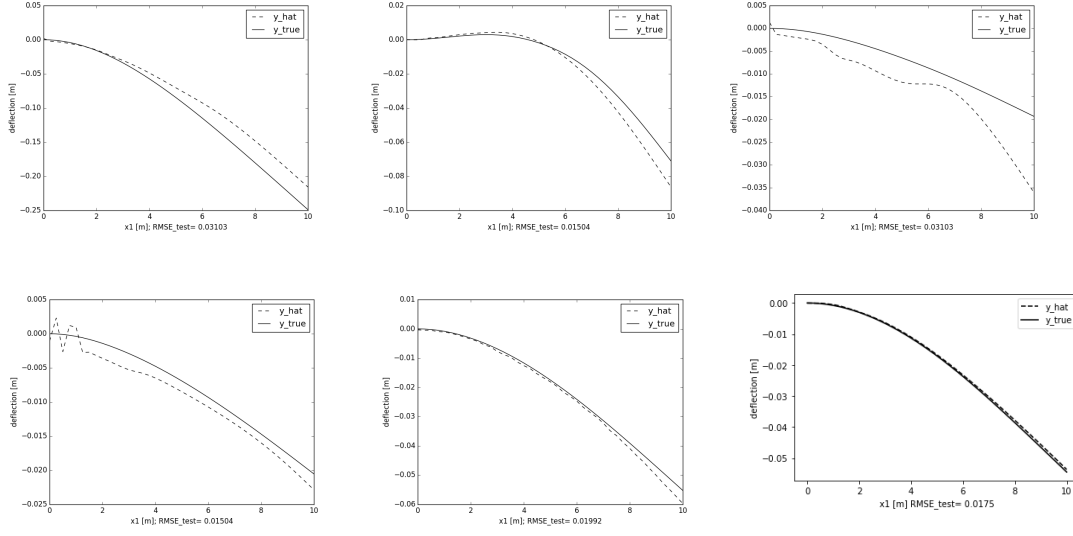 0.05
0.00
−0.05
−0.10
−0.15
−0.20
−0.25
deflection [m]
y_hat
y_true
0 2 4 6 8 10
x1 [m]; RMSE_test= 0.03103
0.02
0.00
−0.02
−0.04
−0.06
−0.08
−0.10
deflection [m]
y_hat
y_true
0 2 4 6 8 10
x1 [m]; RMSE_test= 0.01504
0.005
0.000
−0.005
−0.010
−0.015
−0.020
−0.025
−0.030
−0.035
−0.040
deflection [m]
y_hat
y_true
0 2 4 6 8 10
x1 [m]; RMSE_test= 0.03103
0.005
0.000
−0.005
−0.010
−0.015
−0.020
−0.025
deflection [m]
y_hat
y_true
0 2 4 6 8 10
x1 [m]; RMSE_test= 0.01504
0.01
0.00
−0.01
−0.02
−0.03
−0.04
−0.05
−0.06
deflection [m]
y_hat
y_true
0 2 4 6 8 10
x1 [m]; RMSE_test= 0.01992
0.00
−0.01
−0.02
−0.03
−0.04
−0.05
deflection [m]
y_hat
y_true
0 2 4 6 8 10
x1 [m] RMSE_test= 0.0175